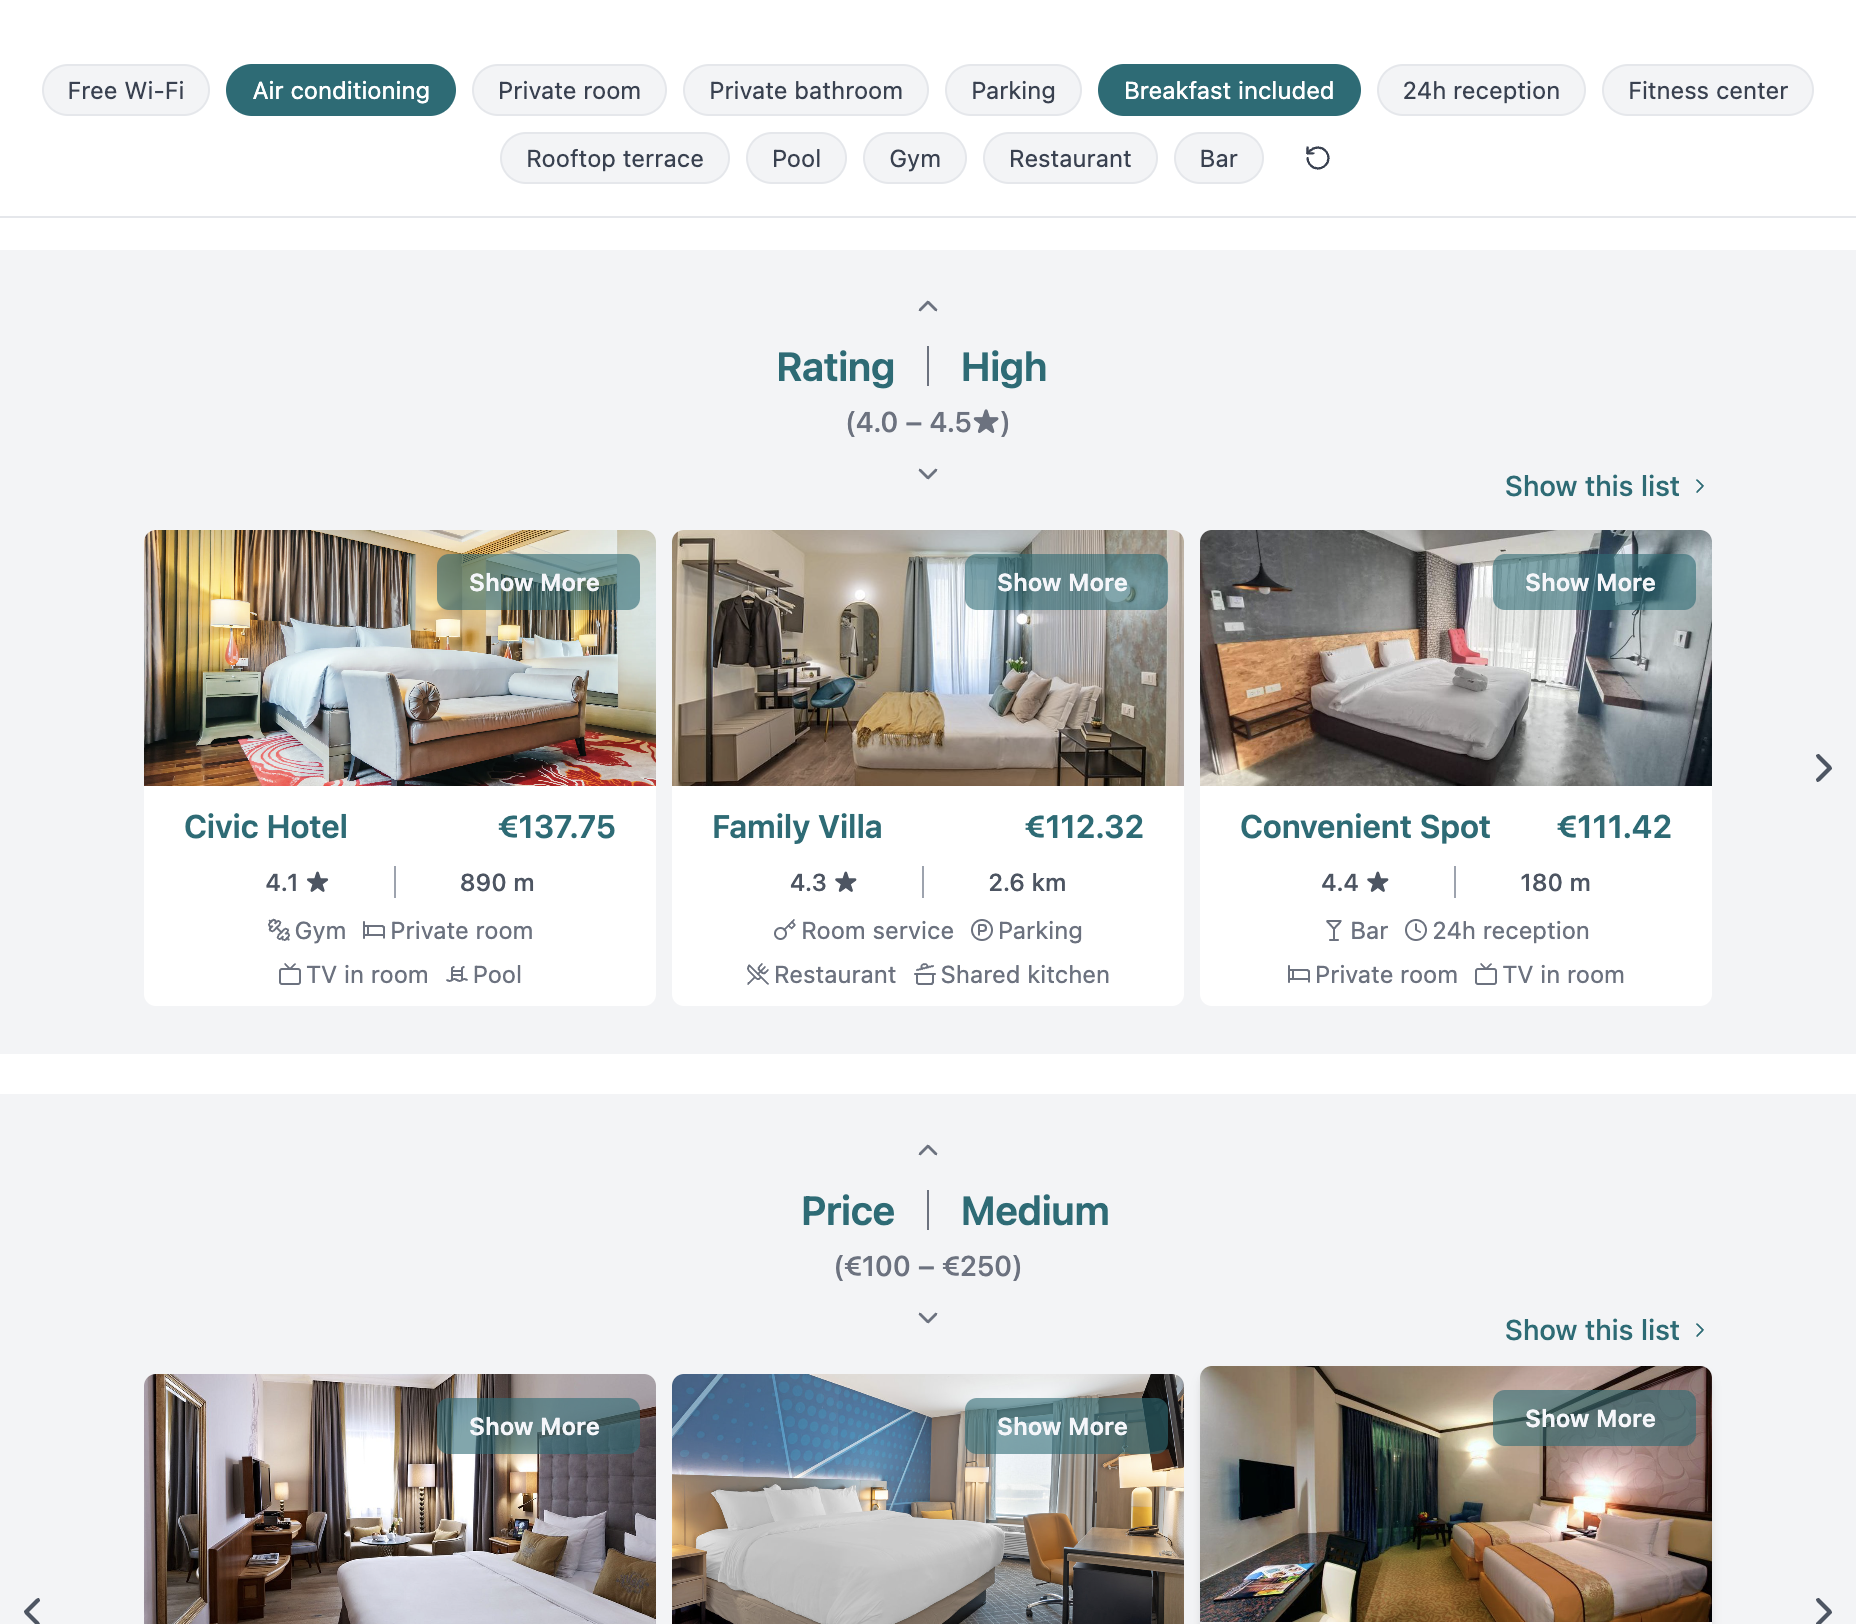 Free Wi-Fi Air conditioning Private room Private bathroom Parking Breakfast included 24h reception Fitness center
Rooftop terrace Pool Gym Restaurant Bar
Rating | High
(4.0 – 4.5★)
Show this list >
Show More Show More Show More
Civic Hotel €137.75 Family Villa €112.32 Convenient Spot €111.42
4.1 ★ | 890 m 4.3 ★ | 2.6 km 4.4 ★ | 180 m
Gym Private room Room service Parking Bar 24h reception
TV in room Pool Restaurant Shared kitchen Private room TV in room
Price | Medium
(€100 – €250)
Show this list >
Show More Show More Show More